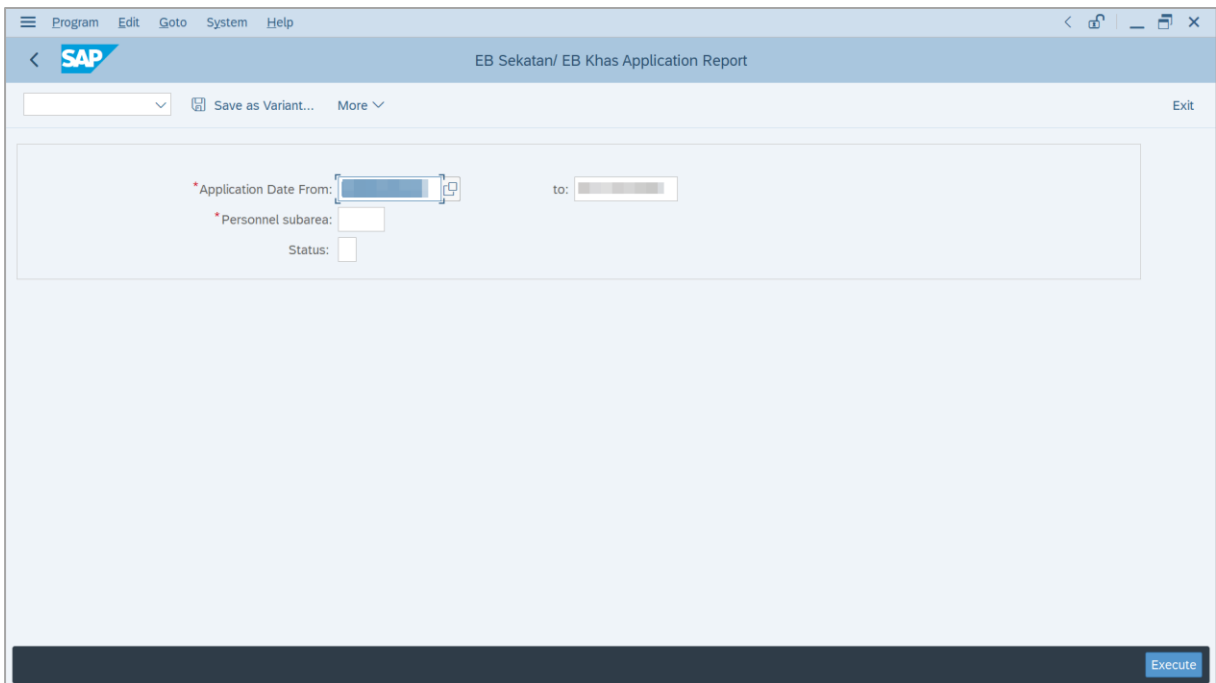 Program Edit Goto System Help
SAP EB Sekatan/ EB Khas Application Report
Save as Variant... More Exit
*Application Date From: to:
*Personnel subarea:
Status:
Execute